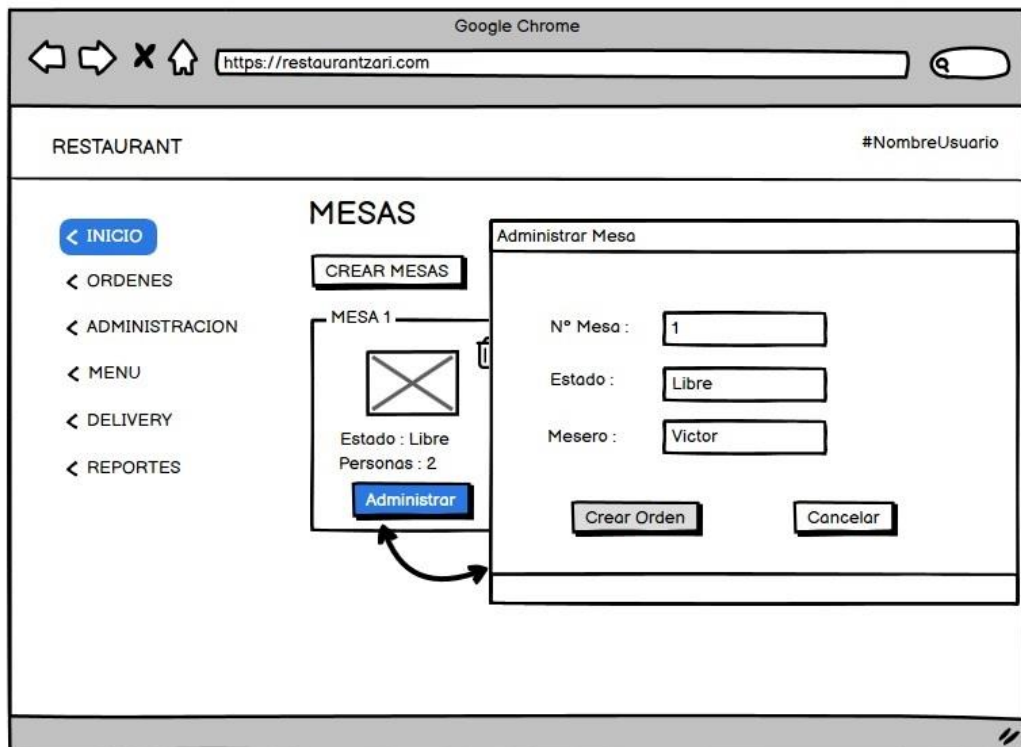 Google Chrome
https://restaurantzari.com
RESTAURANT
#NombreUsuario
INICIO
ORDENES
ADMINISTRACION
MENU
DELIVERY
REPORTES
MESAS
CREAR MESAS
MESA 1
Estado : Libre
Personas : 2
Administrar
Administrar Mesa
N° Mesa : 1
Estado : Libre
Mesero : Victor
Crear Orden
Cancelar